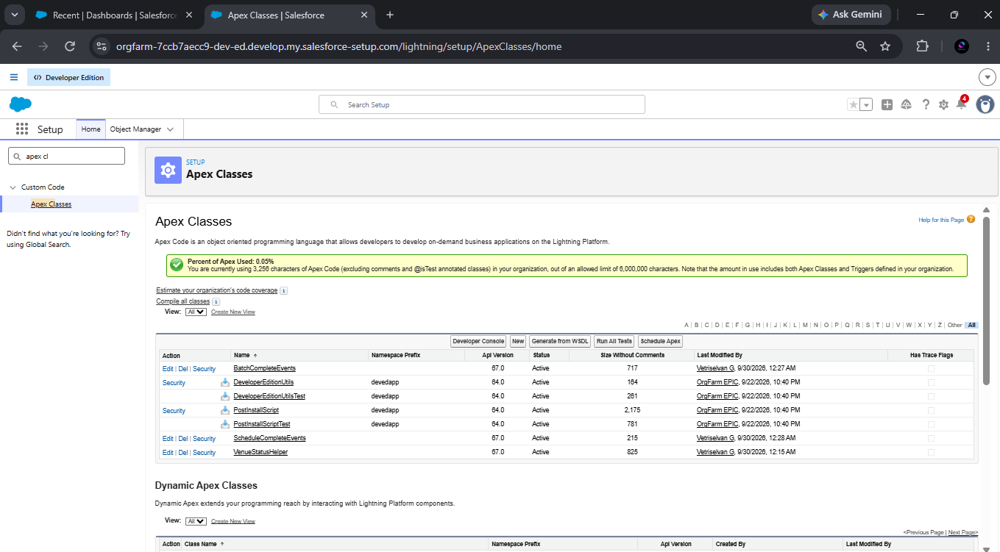 Recent | Dashboards | Salesforce
Apex Classes | Salesforce
Ask Gemini
orgfarm-7ccb7aecc9-dev-ed.develop.my.salesforce-setup.com/lightning/setup/ApexClasses/home
Developer Edition
Search Setup
4
Setup
Home
Object Manager
apex cl
Custom Code
Apex Classes
Didn't find what you're looking for? Try
using Global Search.
SETUP
Apex Classes
Apex Classes
Help for this Page ?
Apex Code is an object oriented programming language that allows developers to develop on-demand business applications on the Lightning Platform.
Percent of Apex Used: 0.05%
You are currently using 3,256 characters of Apex Code (excluding comments and @isTest annotated classes) in your organization, out of an allowed limit of 6,000,000 characters. Note that the amount in use includes both Apex Classes and Triggers defined in your organization.
Estimate your organization's code coverage i
Compile all classes i
View: All Create New View
A | B | C | D | E | F | G | H | I | J | K | L | M | N | O | P | Q | R | S | T | U | V | W | X | Y | Z | Other | All
Developer Console New Generate from WSDL Run All Tests Schedule Apex
Action Name ↑ Namespace Prefix Api Version Status Size Without Comments Last Modified By Has Trace Flags
Edit | Del | Security BatchCompleteEvents 67.0 Active 717 Vetriselvan G, 9/30/2026, 12:27 AM
Security DeveloperEditionUtils devedapp 64.0 Active 164 OrgFarm EPIC, 9/22/2026, 10:40 PM
DeveloperEditionUtilsTest devedapp 64.0 Active 261 OrgFarm EPIC, 9/22/2026, 10:40 PM
Security PostInstallScript devedapp 64.0 Active 2,175 OrgFarm EPIC, 9/22/2026, 10:40 PM
PostInstallScriptTest devedapp 64.0 Active 781 OrgFarm EPIC, 9/22/2026, 10:40 PM
Edit | Del | Security ScheduleCompleteEvents 67.0 Active 215 Vetriselvan G, 9/30/2026, 12:28 AM
Edit | Del | Security VenueStatusHelper 67.0 Active 825 Vetriselvan G, 9/30/2026, 12:15 AM
Dynamic Apex Classes
Dynamic Apex extends your programming reach by interacting with Lightning Platform components.
View: All Create New View
<Previous Page | Next Page>
Action Class Name ↑ Namespace Prefix Api Version Created By Last Modified By